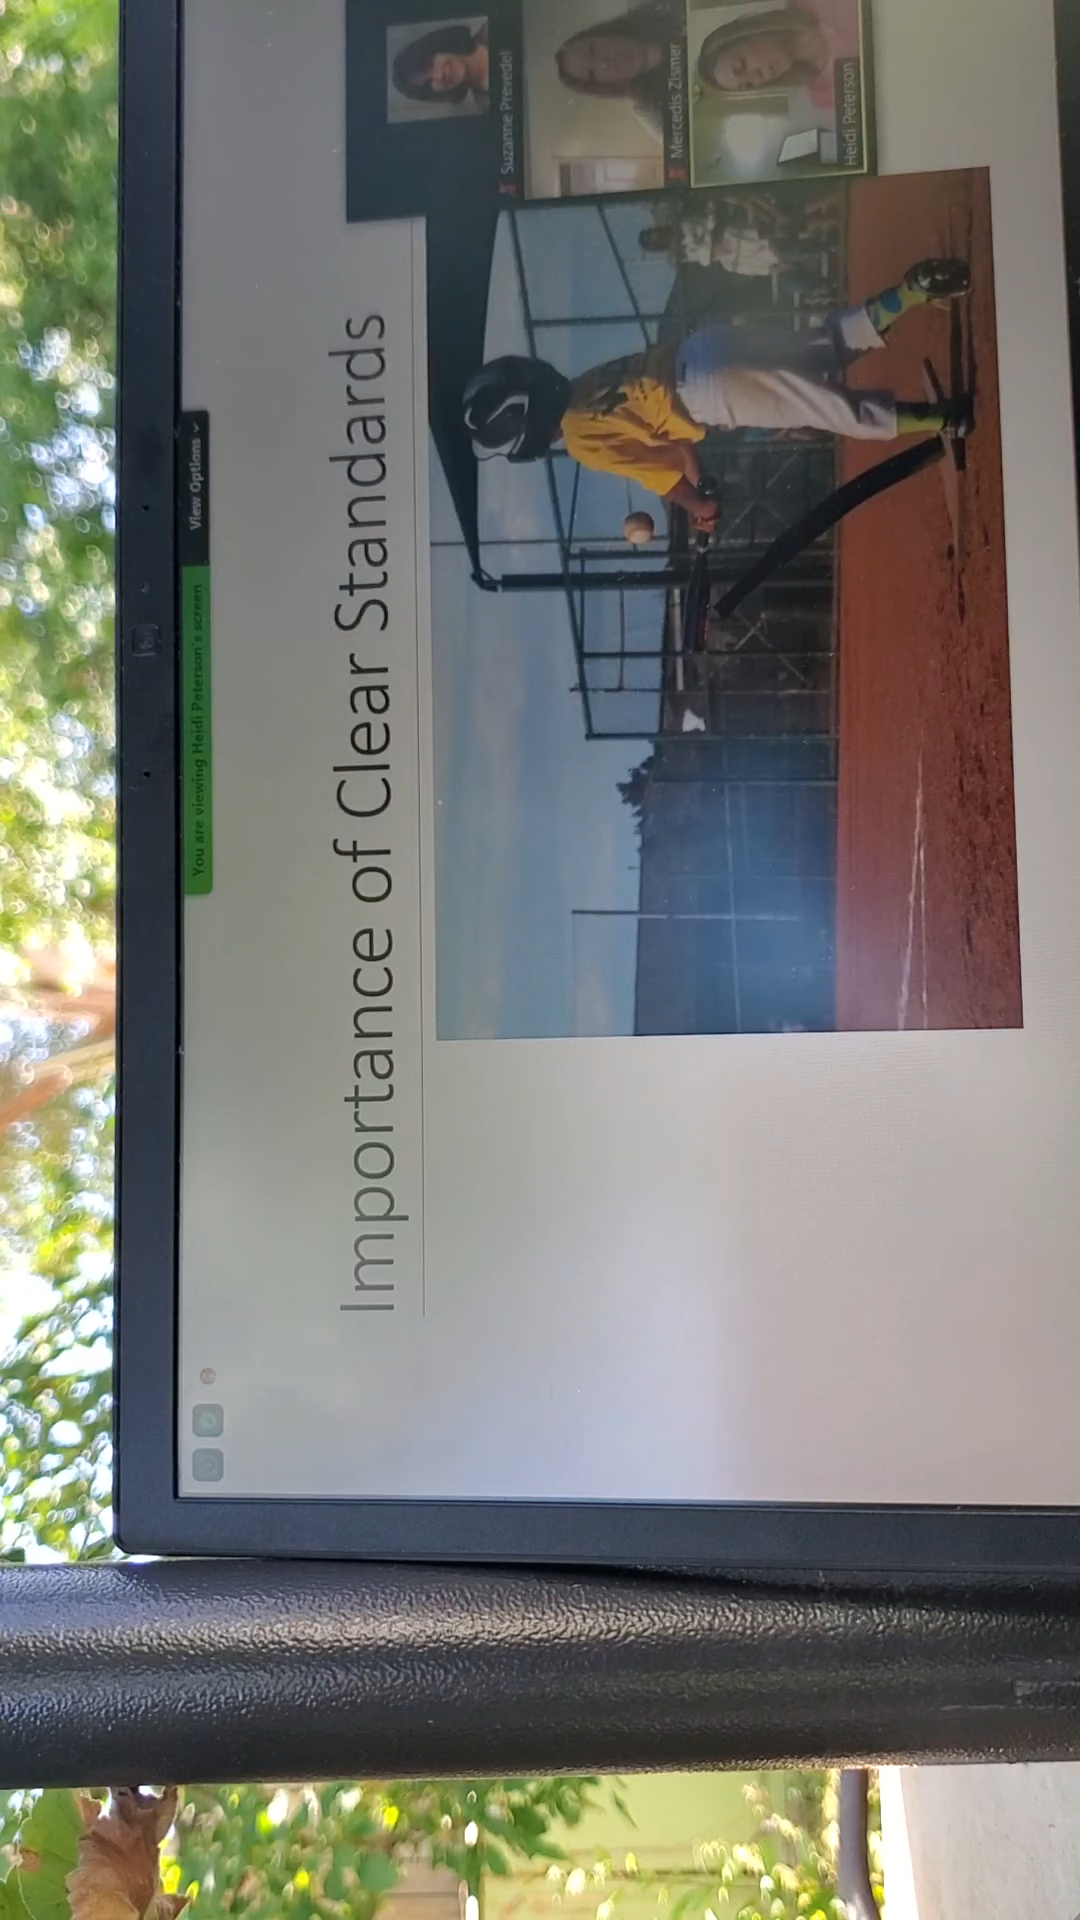 You are viewing Heidi Peterson's screen
View Options
Importance of Clear Standards
Suzanne Prevedel
Mercedis Zismer
Heidi Peterson